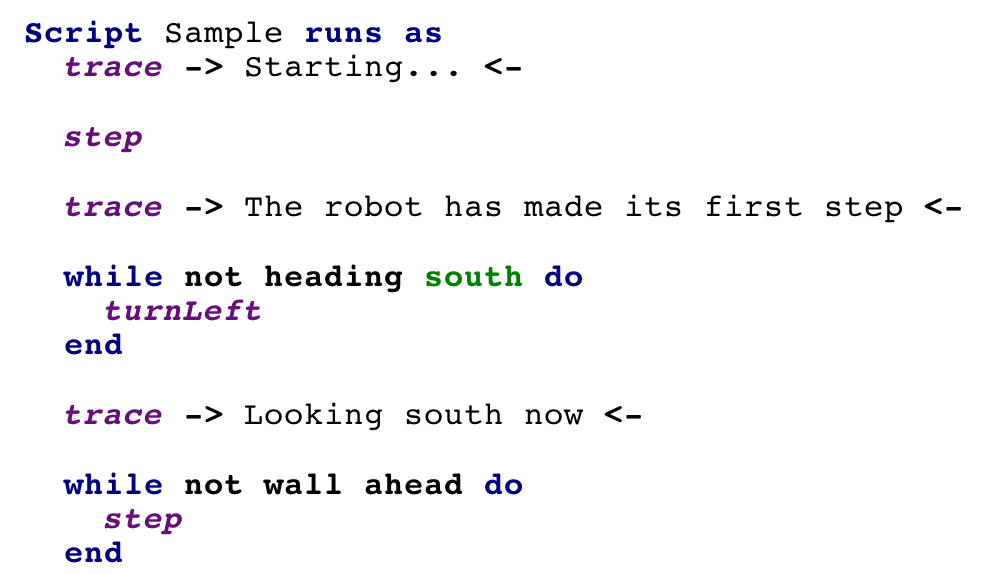 Script Sample runs as
trace -> Starting... <-
step
trace -> The robot has made its first step <-
while not heading south do
turnLeft
end
trace -> Looking south now <-
while not wall ahead do
step
end